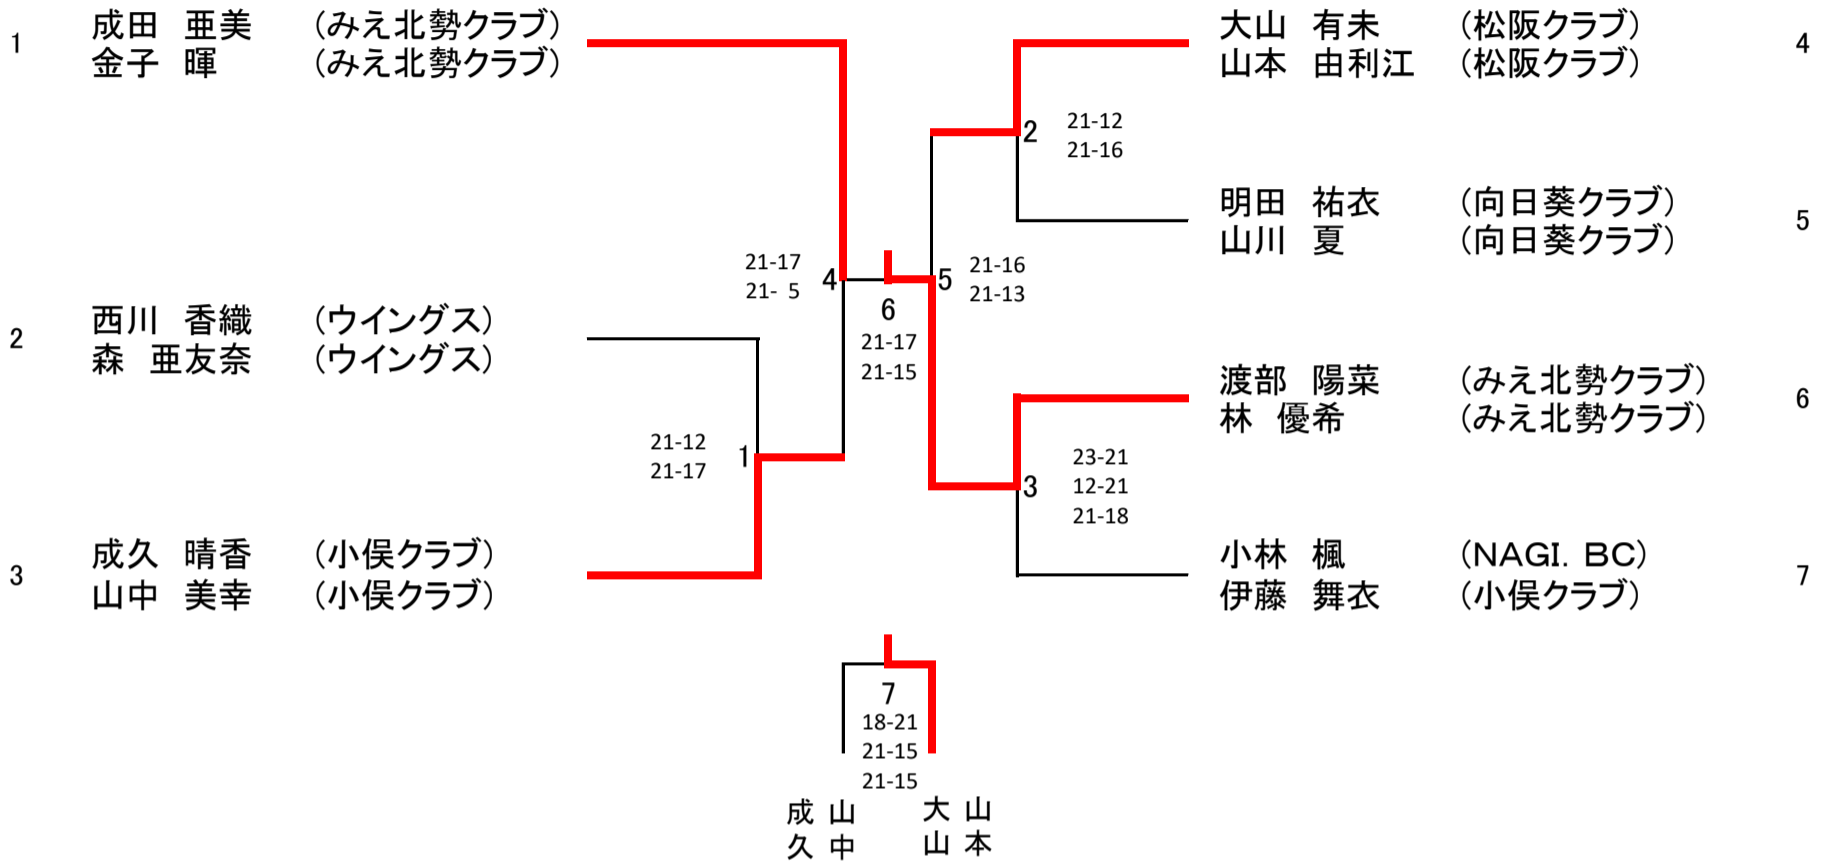 1
成田　亜美　（みえ北勢クラブ）
金子　暉　（みえ北勢クラブ）
2
西川　香織　（ウイングス）
森　亜友奈　（ウイングス）
3
成久　晴香　（小俣クラブ）
山中　美幸　（小俣クラブ）
21-12
21-17
1
21-17
21- 5
4
6
21-17
21-15
5
21-16
21-13
2
21-12
21-16
3
23-21
12-21
21-18
大山　有未　（松阪クラブ）
山本　由利江　（松阪クラブ）
4
明田　祐衣　（向日葵クラブ）
山川　夏　（向日葵クラブ）
5
渡部　陽菜　（みえ北勢クラブ）
林　優希　（みえ北勢クラブ）
6
小林　楓　（NAGI. BC）
伊藤　舞衣　（小俣クラブ）
7
7
18-21
21-15
21-15
成久
山中
大山
山本